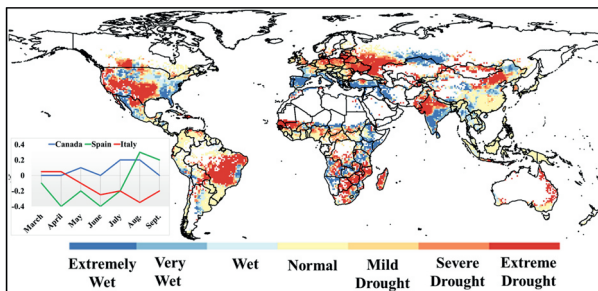 Canada Spain Italy
0.4
0.2
0
-0.2
-0.4
March April May June July Aug. Sept.
Extremely Wet
Very Wet
Wet
Normal
Mild Drought
Severe Drought
Extreme Drought